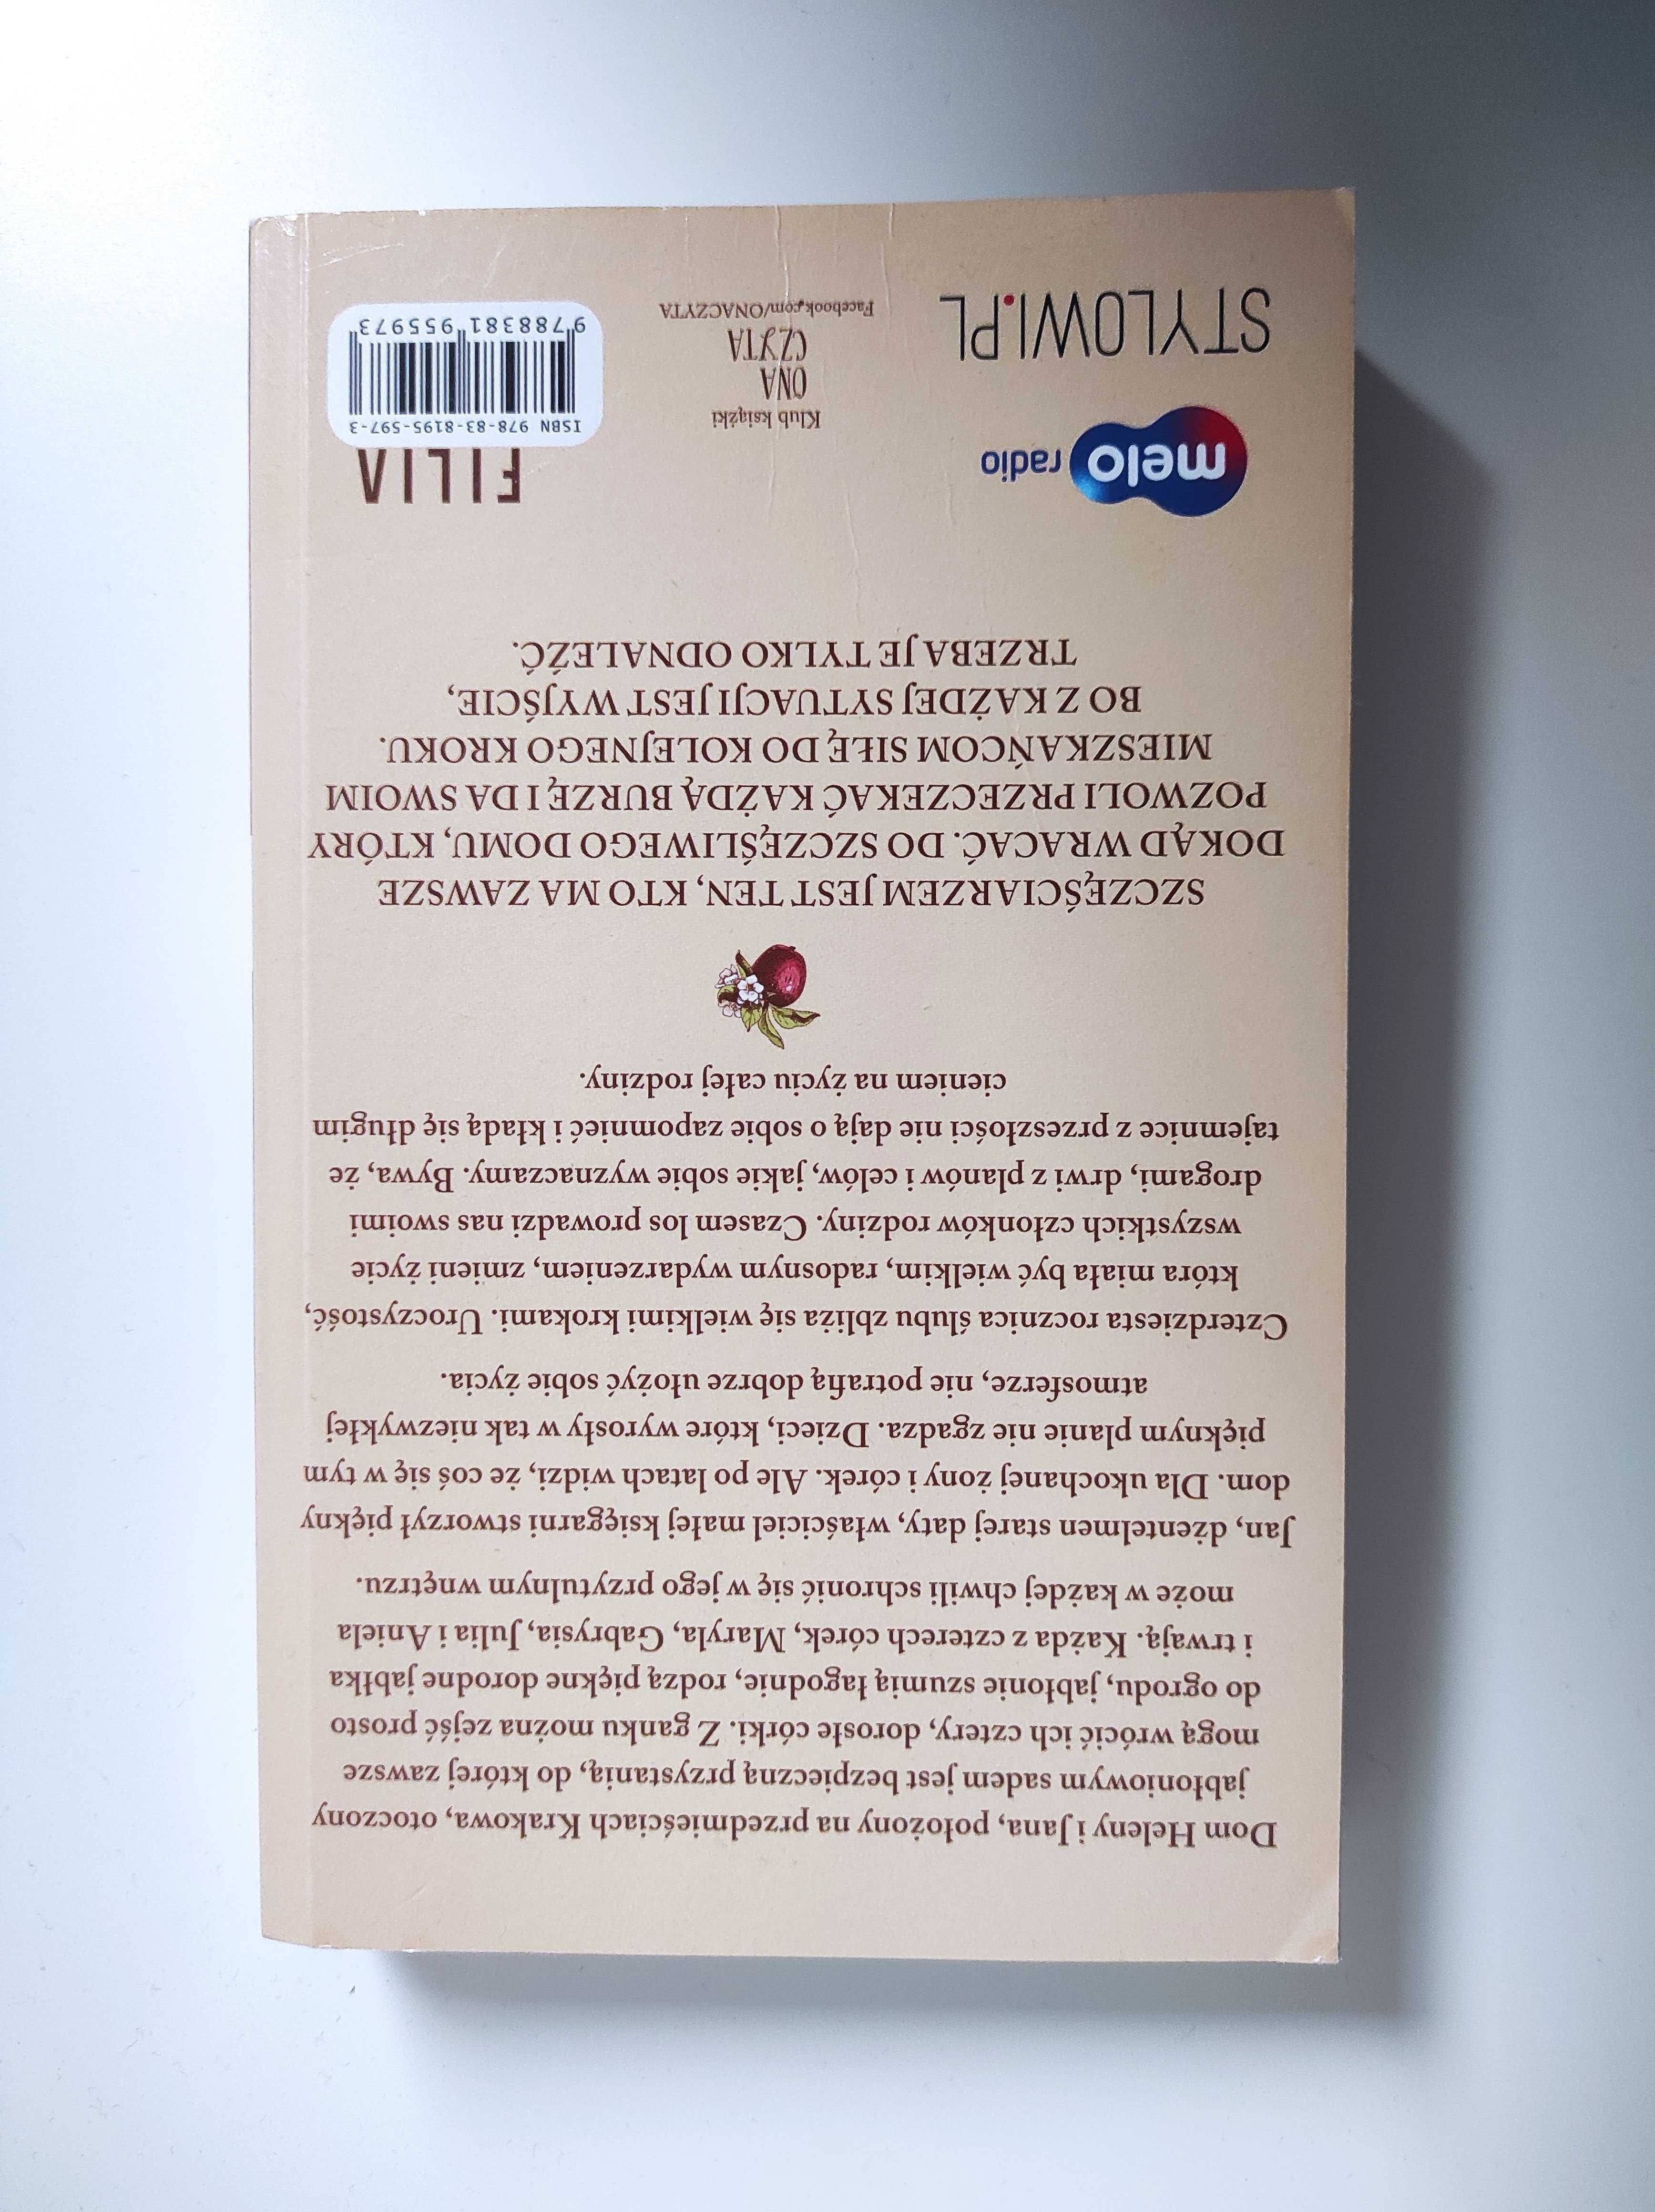 Dom Heleny i Jana, położony na przedmieściach Krakowa, otoczony
jabłoniowym sadem jest bezpieczną przystanią, do której zawsze
mogą wrócić ich cztery, dorosłe córki. Z ganku można zejść prosto
do ogrodu, jabłonie szumią łagodnie, rodzą piękne dorodne jabłka
i trwają. Każda z czterech córek, Maryla, Gabrysia, Julia i Aniela
może w każdej chwili schronić się w jego przytulnym wnętrzu.
Jan, dżentelmen starej daty, właściciel małej księgarni stworzył piękny
dom. Dla ukochanej żony i córek. Ale po latach widzi, że coś się w tym
pięknym planie nie zgadza. Dzieci, które wyrosły w tak niezwykłej
atmosferze, nie potrafią dobrze ułożyć sobie życia.
Czterdziesta rocznica ślubu zbliża się wielkimi krokami. Uroczystość,
która miała być wielkim, radosnym wydarzeniem, zmieni życie
wszystkich członków rodziny. Czasem los prowadzi nas swoimi
drogami, drwi z planów i celów, jakie sobie wyznaczamy. Bywa, że
tajemnice z przeszłości nie dają o sobie zapomnieć i kładą się długim
cieniem na życiu całej rodziny.
SZCZĘŚCIARZEM JEST TEN, KTO MA ZAWSZE
DOKĄD WRACAĆ. DO SZCZĘŚLIWEGO DOMU, KTÓRY
POZWOLI PRZECZEKAĆ KAŻDĄ BURZĘ I DA SWOIM
MIESZKAŃCOM SIŁĘ DO KOLEJNEGO KROKU.
BO Z KAŻDEJ SYTUACJI JEST WYJŚCIE,
TRZEBA JE TYLKO ODNALEŹĆ.
melo radio
STYLOWI.PL
Klub książki
ONA
CZYTA
Facebook.com/ONACZYTA
FILIA
ISBN 978-83-8195-597-3
9 788381 955973